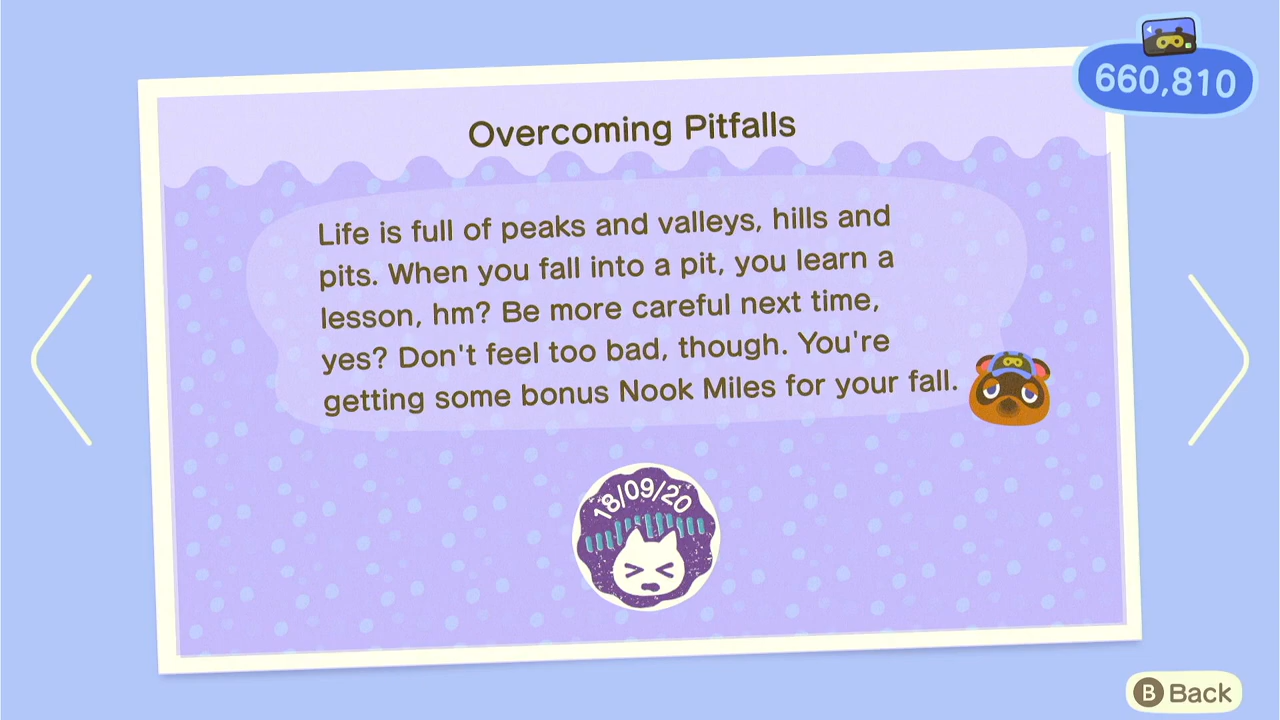 660,810
Overcoming Pitfalls
Life is full of peaks and valleys, hills and
pits. When you fall into a pit, you learn a
lesson, hm? Be more careful next time,
yes? Don't feel too bad, though. You're
getting some bonus Nook Miles for your fall.
18/09/20
B Back